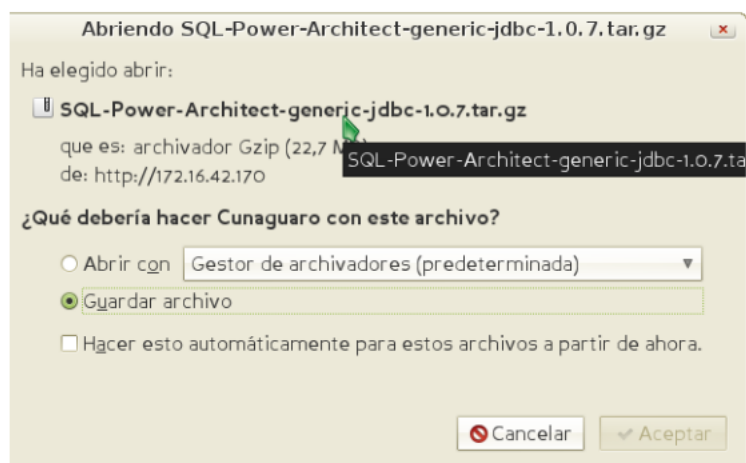 Abriendo SQL-Power-Architect-generic-jdbc-1.0.7.tar.gz
Ha elegido abrir:
SQL-Power-Architect-generic-jdbc-1.0.7.tar.gz
que es: archivador Gzip (22,7
SQL-Power-Architect-generic-jdbc-1.0.7.ta
de: http://172.16.42.170
¿Qué debería hacer Cunaguaro con este archivo?
Abrir con Gestor de archivadores (predeterminada)
Guardar archivo
Hacer esto automáticamente para estos archivos a partir de ahora.
Cancelar Aceptar